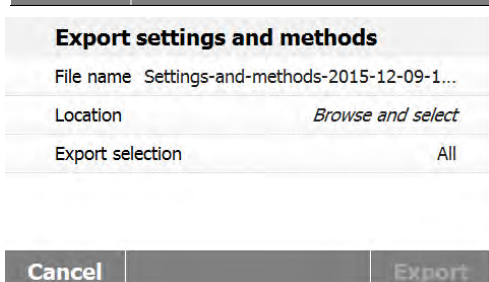 Export settings and methods
File name Settings-and-methods-2015-12-09-1...
Location Browse and select
Export selection All
Cancel Export